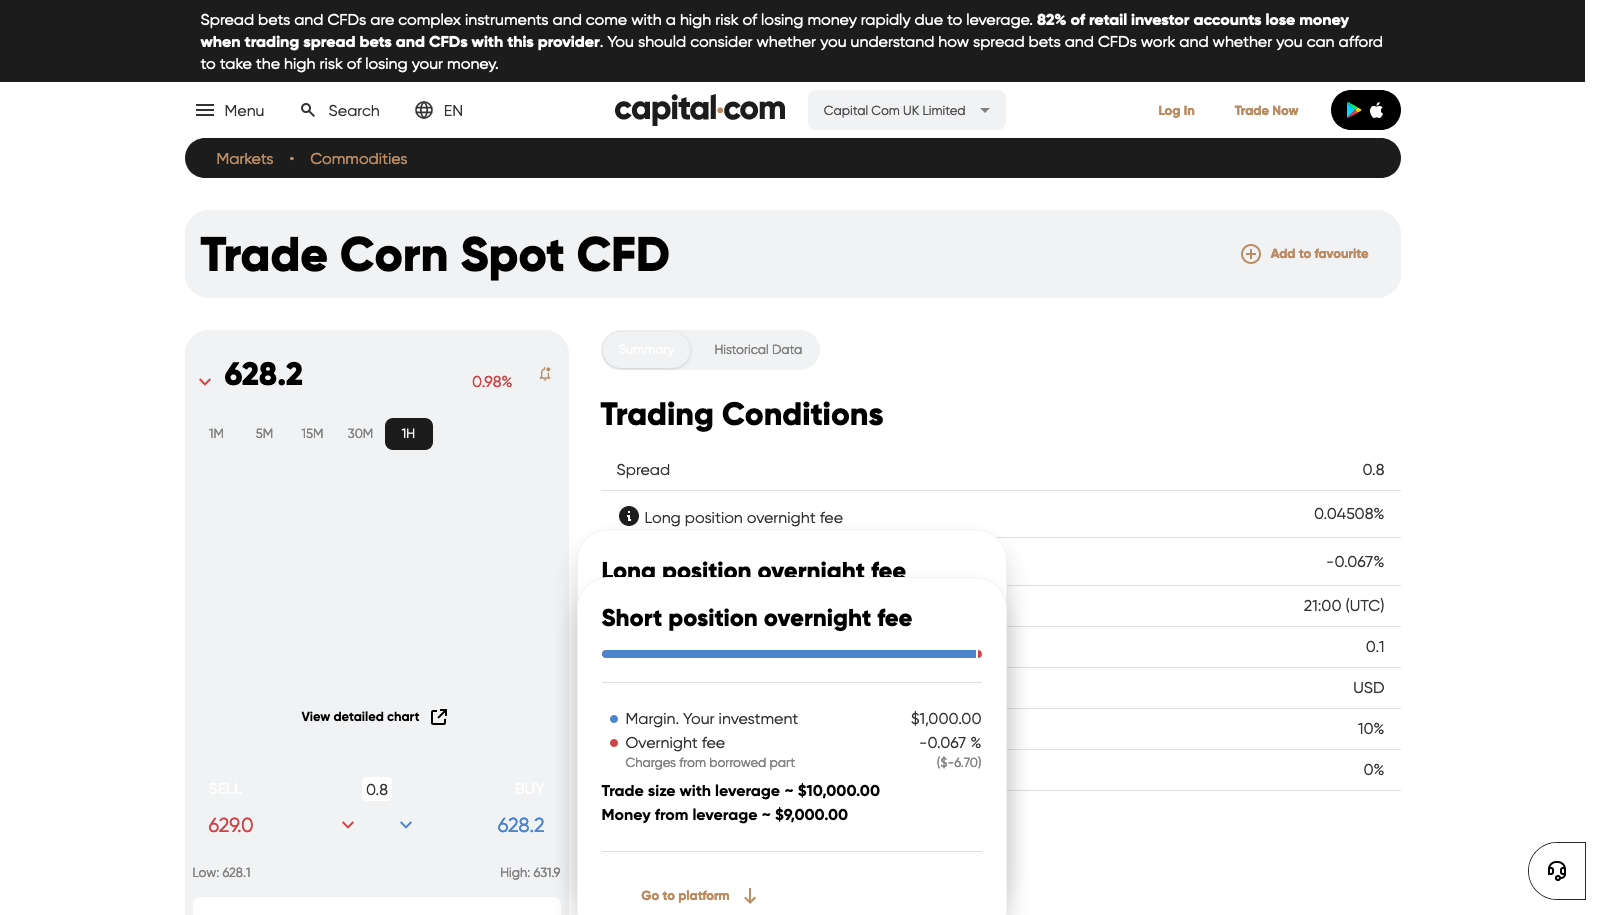 Spread bets and CFDs are complex instruments and come with a high risk of losing money rapidly due to leverage. 82% of retail investor accounts lose money
when trading spread bets and CFDs with this provider. You should consider whether you understand how spread bets and CFDs work and whether you can afford
to take the high risk of losing your money.
Menu Search EN capital.com Capital Com UK Limited Log In Trade Now
Markets · Commodities
Trade Corn Spot CFD
Add to favourite
628.2 0.98%
1M 5M 15M 30M 1H
View detailed chart
SELL 0.8 BUY
629.0 628.2
Low: 628.1 High: 631.9
Summary Historical Data
Trading Conditions
Spread 0.8
Long position overnight fee 0.04508%
-0.067%
21:00 (UTC)
0.1
USD
10%
0%
Long position overnight fee
Short position overnight fee
Margin. Your investment $1,000.00
Overnight fee -0.067 %
Charges from borrowed part ($-6.70)
Trade size with leverage ~ $10,000.00
Money from leverage ~ $9,000.00
Go to platform